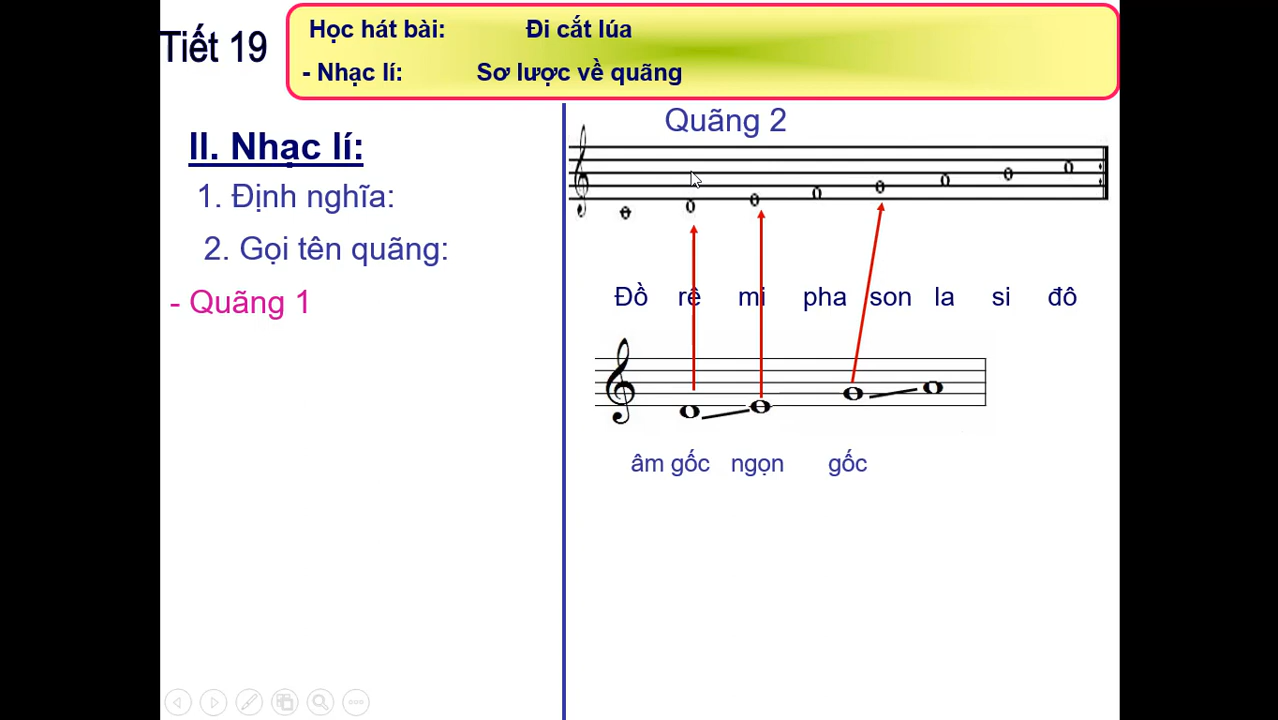 Tiết 19
Học hát bài: Đi cắt lúa
- Nhạc lí: Sơ lược về quãng
II. Nhạc lí:
1. Định nghĩa:
2. Gọi tên quãng:
- Quãng 1
Quãng 2
Đồ rê mi pha son la si đô
âm gốc ngọn gốc